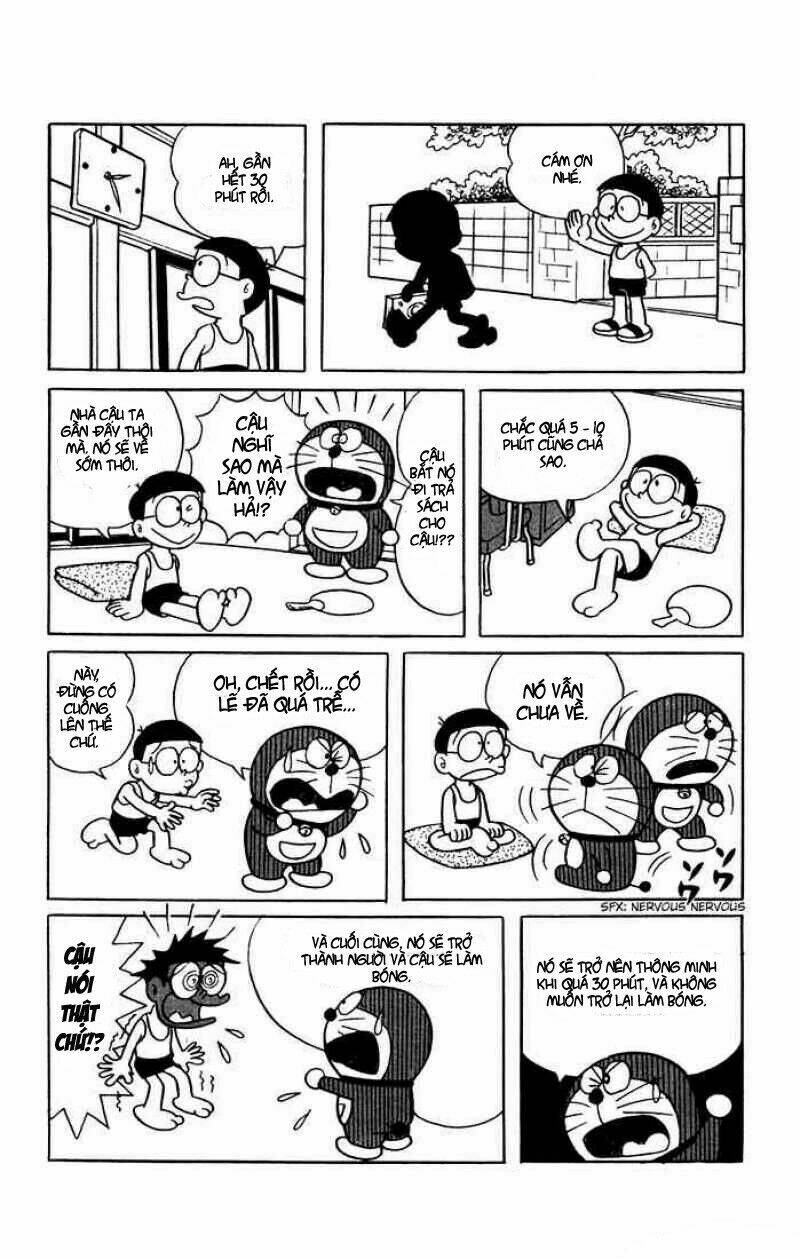 CÁM ƠN
NHÉ.
AH, GẦN
HẾT 30
PHÚT RỒI.
CHẮC QUÁ 5 - 10
PHÚT CŨNG CHẢ
SAO.
CẬU
BẮT NÓ
ĐI TRẢ
SÁCH CHO
CẬU!??
CẬU
NGHĨ
SAO MÀ
LÀM VẬY
HẢ!?
NHÀ CẬU TA
GẦN ĐÂY THÔI
MÀ, NÓ SẼ VỀ
SỚM THÔI.
NÓ VẪN
CHƯA VỀ.
ソワ
ソワ
SFX: NERVOUS NERVOUS
OH, CHẾT RỒI... CÓ
LẼ ĐÃ QUÁ TRỄ...
NÀY,
ĐỪNG CÓ
CUỐNG
LÊN THẾ
CHỨ.
NÓ SẼ TRỞ NÊN THÔNG MINH
KHI QUÁ 30 PHÚT, VÀ KHÔNG
MUỐN TRỞ LẠI LÀM BÓNG.
VÀ CUỐI CÙNG, NÓ SẼ TRỞ
THÀNH NGƯỜI VÀ CẬU SẼ LÀM
BÓNG.
CẬU
NÓI
THẬT
CHỨ!?